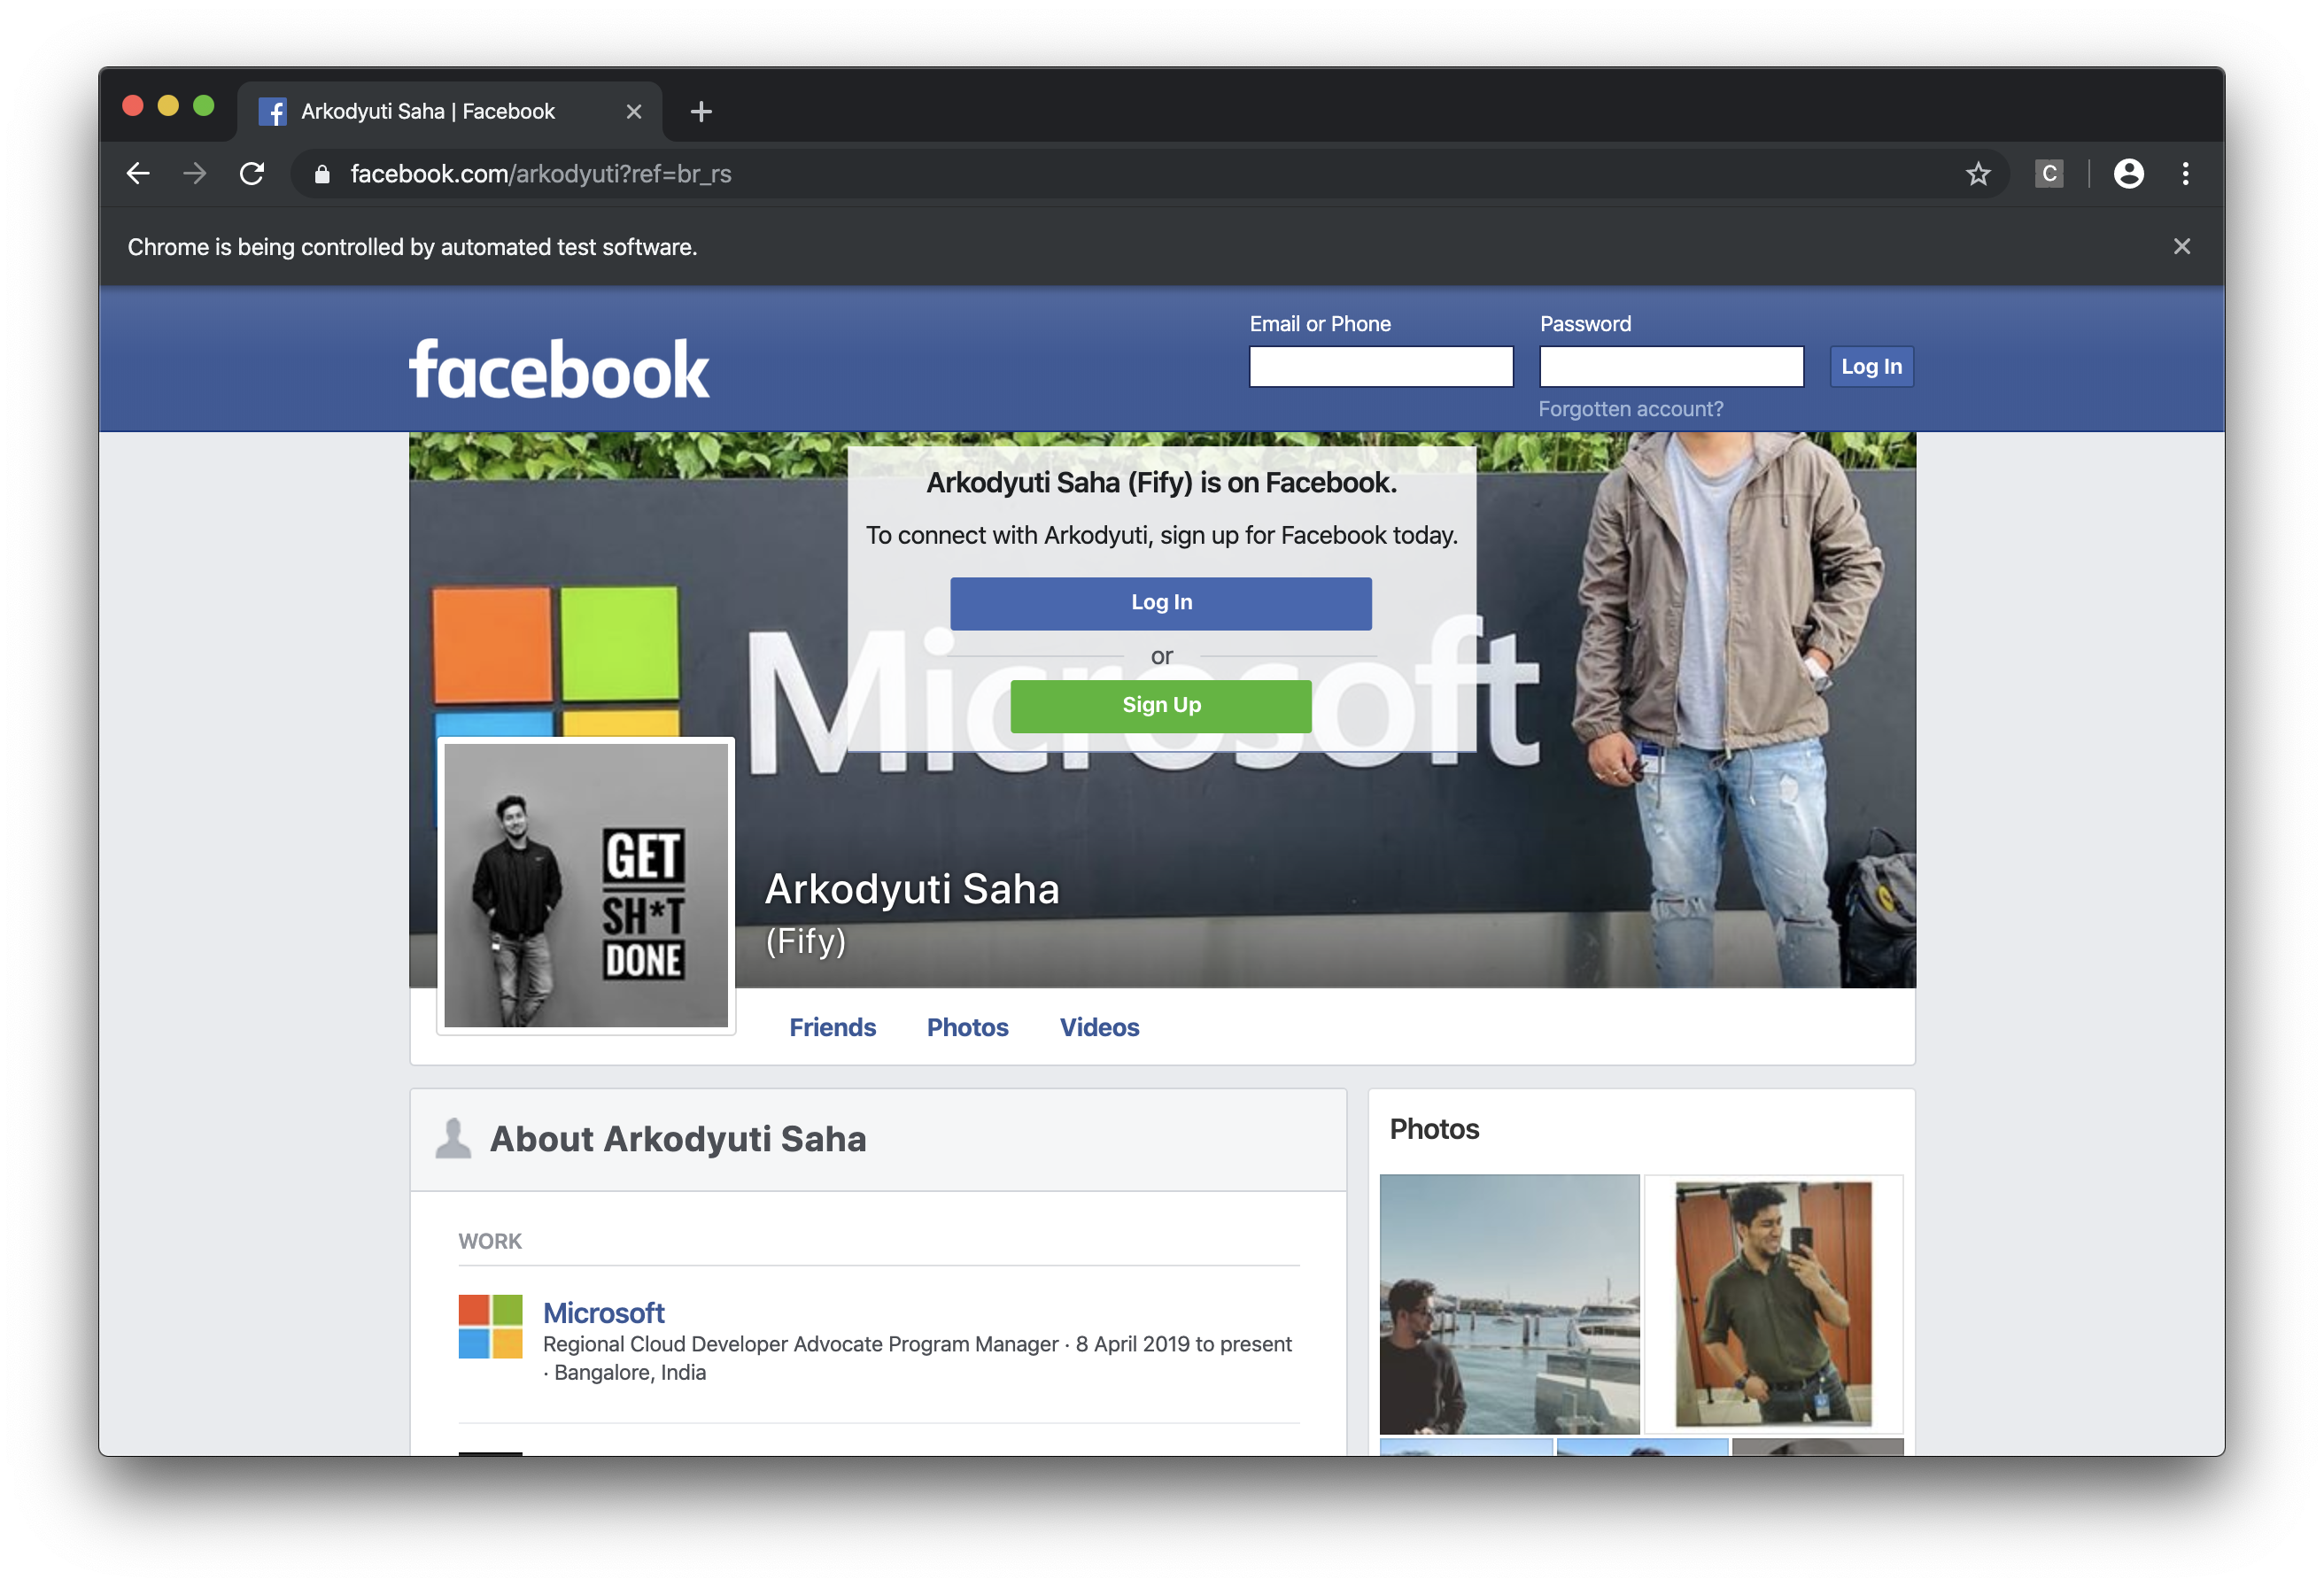 Arkodyuti Saha | Facebook
facebook.com/arkodyuti?ref=br_rs
C
Chrome is being controlled by automated test software.
facebook
Email or Phone
Password
Log In
Forgotten account?
Arkodyuti Saha (Fify) is on Facebook.
To connect with Arkodyuti, sign up for Facebook today.
Log In
or
Sign Up
Microsoft
GET
SH*T
DONE
Arkodyuti Saha
(Fify)
Friends
Photos
Videos
About Arkodyuti Saha
WORK
Microsoft
Regional Cloud Developer Advocate Program Manager · 8 April 2019 to present
· Bangalore, India
Photos